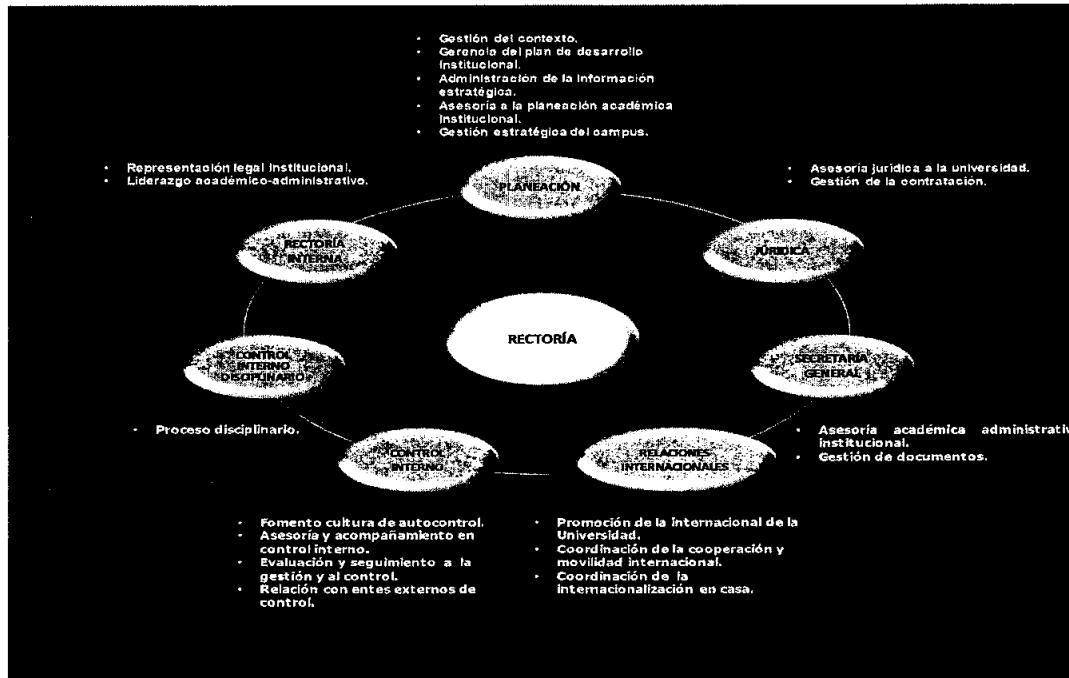 • Gestión del contexto.
• Gerencia del plan de desarrollo
institucional.
• Administración de la información
estratégica.
• Asesoría a la planeación académica
institucional.
• Gestión estratégica del campus.
• Representación legal institucional.
• Liderazgo académico-administrativo.
PLANEACIÓN
• Asesoría jurídica a la universidad.
• Gestión de la contratación.
RECTORÍA
INTERNA
JURIDICA
RECTORÍA
CONTROL
INTERNO
DISCIPLINARIO
SECRETARÍA
GENERAL
• Proceso disciplinario.
CONTROL
INTERNO
RELACIONES
INTERNACIONALES
• Asesoría académica administrativ
institucional.
• Gestión de documentos.
• Fomento cultura de autocontrol.
• Asesoría y acompañamiento en
control interno.
• Evaluación y seguimiento a la
gestión y al control.
• Relación con entes externos de
control.
• Promoción de la internacional de la
Universidad.
• Coordinación de la cooperación y
movilidad internacional.
• Coordinación de la
internacionalización en casa.